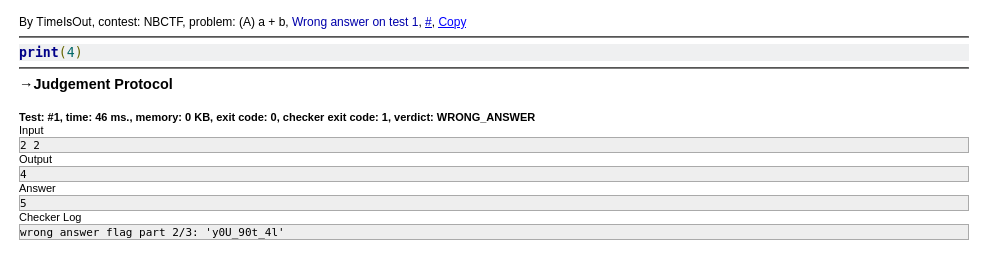 By TimeIsOut, contest: NBCTF, problem: (A) a + b, Wrong answer on test 1, #, Copy
print(4)
→Judgement Protocol
Test: #1, time: 46 ms., memory: 0 KB, exit code: 0, checker exit code: 1, verdict: WRONG_ANSWER
Input
2 2
Output
4
Answer
5
Checker Log
wrong answer flag part 2/3: 'y0U_90t_4l'